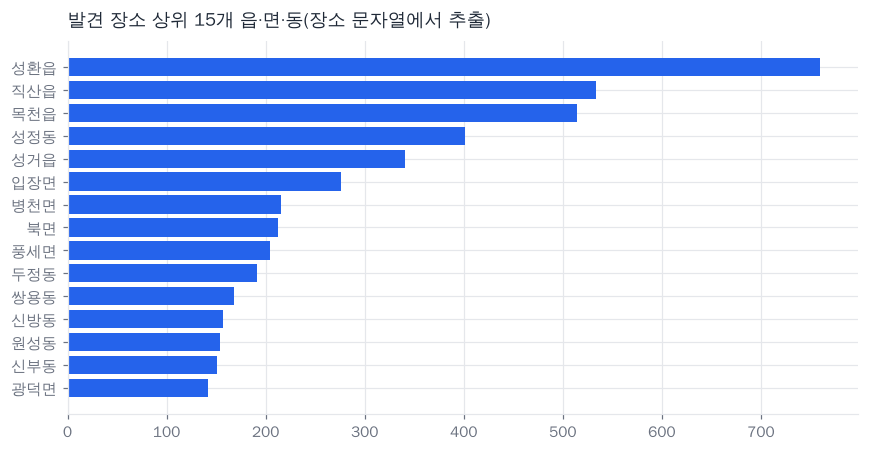 발견 장소 상위 15개 읍·면·동(장소 문자열에서 추출)
성환읍
직산읍
목천읍
성정동
성거읍
입장면
병천면
북면
풍세면
두정동
쌍용동
신방동
원성동
신부동
광덕면
0 100 200 300 400 500 600 700